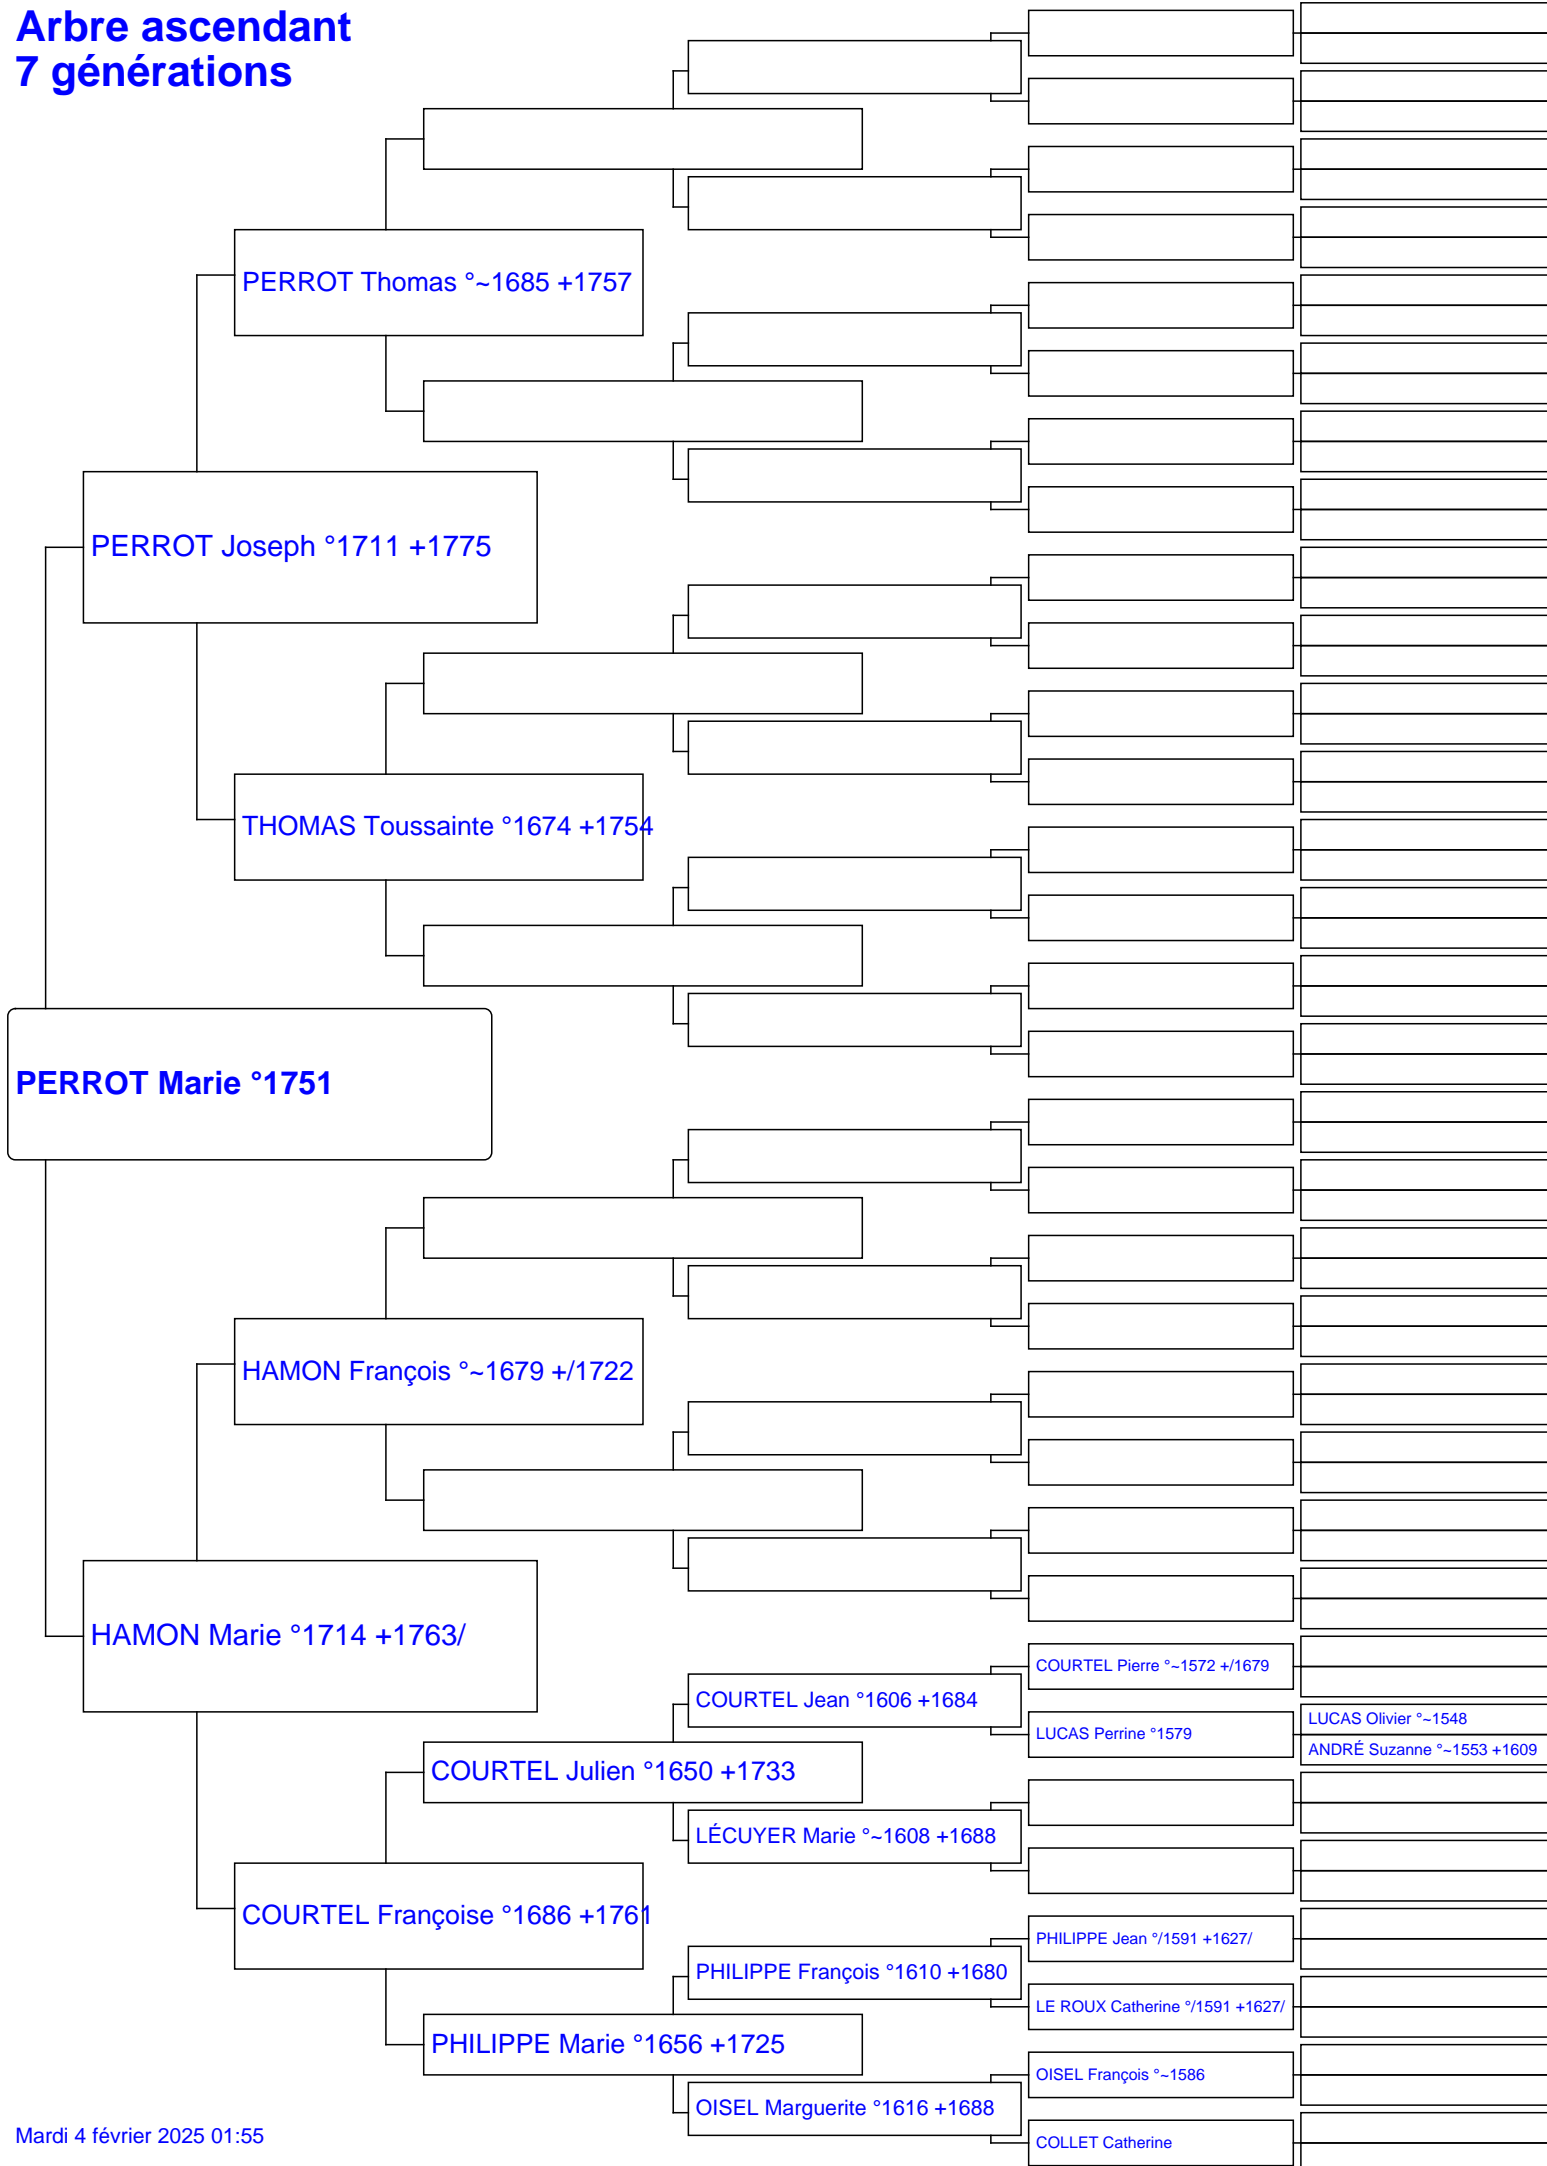 Arbre ascendant
7 générations
PERROT Thomas °~1685 +1757
PERROT Joseph °1711 +1775
THOMAS Toussainte °1674 +1754
PERROT Marie °1751
HAMON François °~1679 +/1722
HAMON Marie °1714 +1763/
COURTEL Pierre °~1572 +/1679
COURTEL Jean °1606 +1684
LUCAS Olivier °~1548
LUCAS Perrine °1579
ANDRÉ Suzanne °~1553 +1609
COURTEL Julien °1650 +1733
LÉCUYER Marie °~1608 +1688
COURTEL Françoise °1686 +1761
PHILIPPE Jean °/1591 +1627/
PHILIPPE François °1610 +1680
LE ROUX Catherine °/1591 +1627/
PHILIPPE Marie °1656 +1725
OISEL François °~1586
OISEL Marguerite °1616 +1688
COLLET Catherine
Mardi 4 février 2025 01:55